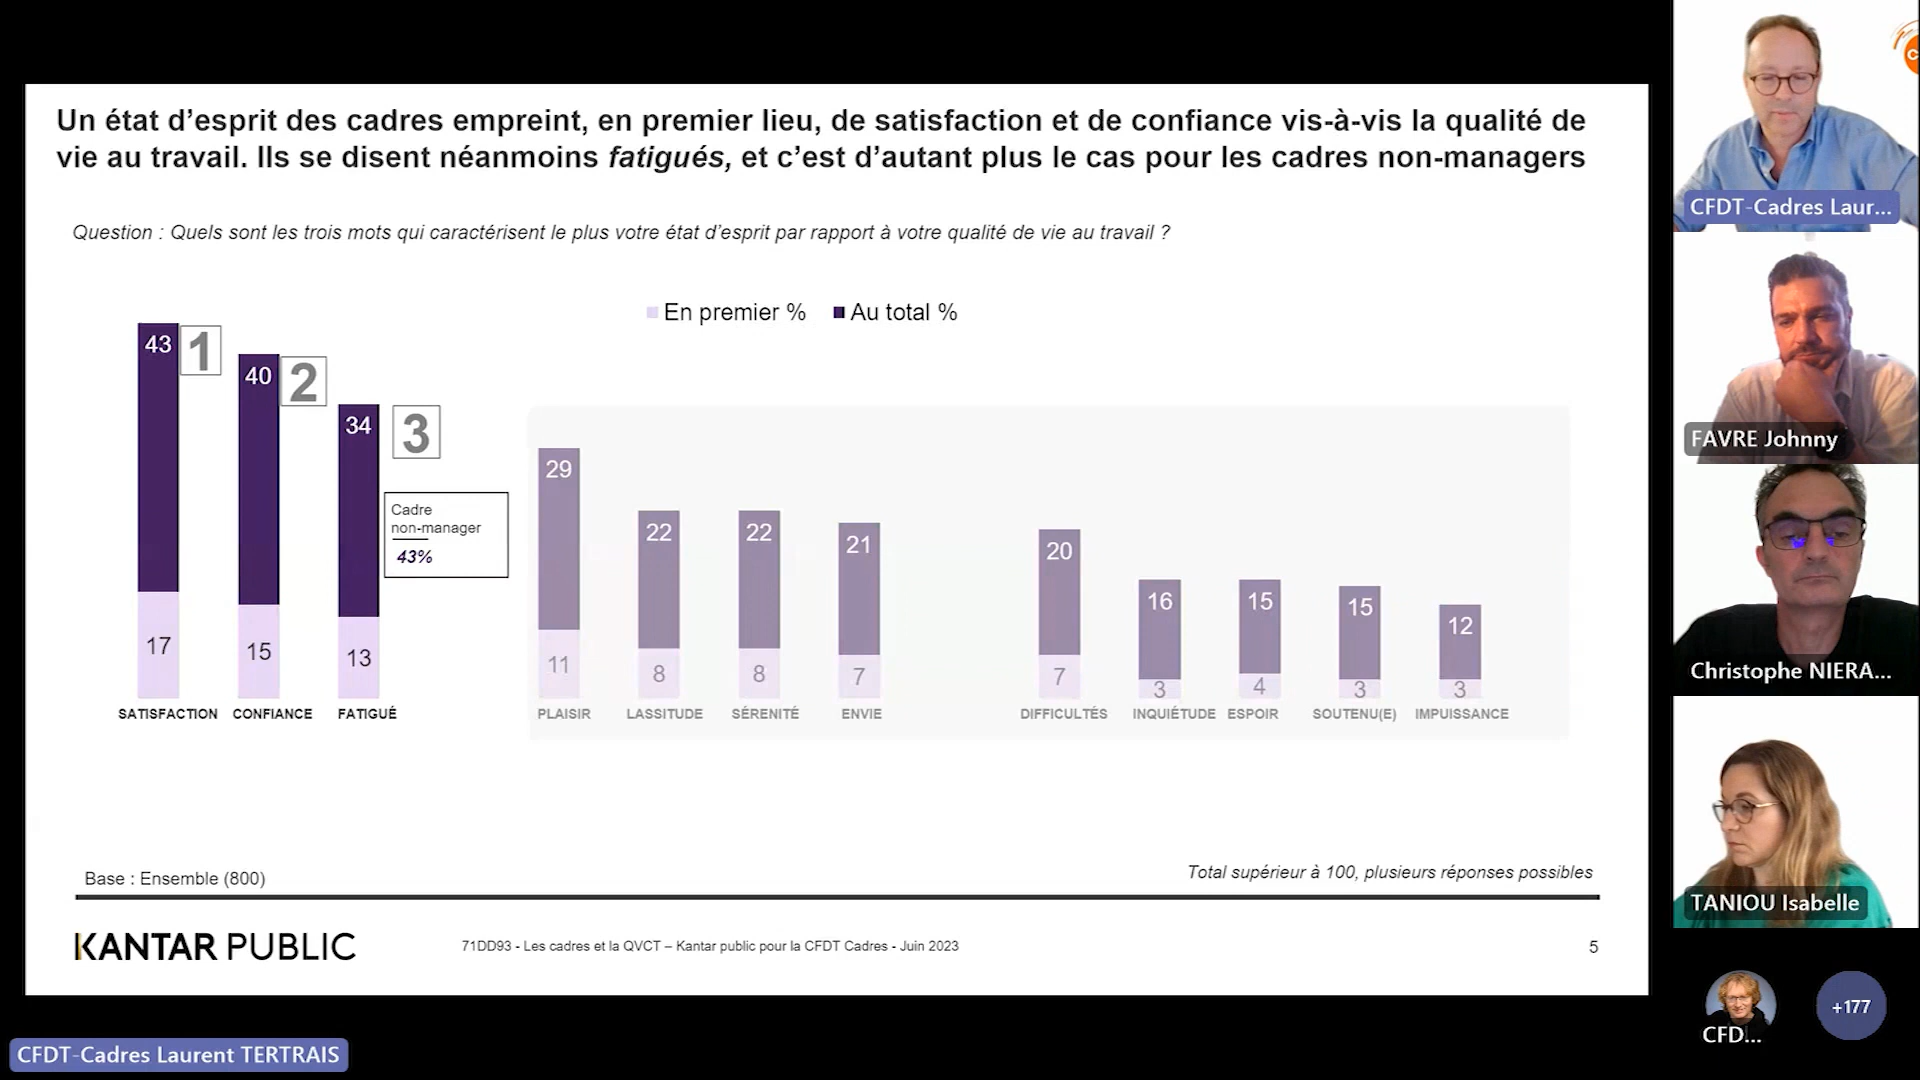 Un état d’esprit des cadres empreint, en premier lieu, de satisfaction et de confiance vis-à-vis la qualité de
vie au travail. Ils se disent néanmoins fatigués, et c’est d’autant plus le cas pour les cadres non-managers
Question : Quels sont les trois mots qui caractérisent le plus votre état d’esprit par rapport à votre qualité de vie au travail ?
En premier % Au total %
43 1
40 2
34 3
Cadre
non-manager
43%
29
22
22
21
20
16
15
15
12
17
15
13
11
8
8
7
7
3
4
3
3
SATISFACTION CONFIANCE FATIGUÉ PLAISIR LASSITUDE SÉRENITÉ ENVIE DIFFICULTÉS INQUIÉTUDE ESPOIR SOUTENU(E) IMPUISSANCE
Base : Ensemble (800)
Total supérieur à 100, plusieurs réponses possibles
KANTAR PUBLIC
71DD93 - Les cadres et la QVCT – Kantar public pour la CFDT Cadres - Juin 2023
5
CFDT-Cadres Laurent TERTRAIS
C
CFDT-Cadres Laur...
FAVRE Johnny
Christophe NIERA...
TANIOU Isabelle
CFD...
+177